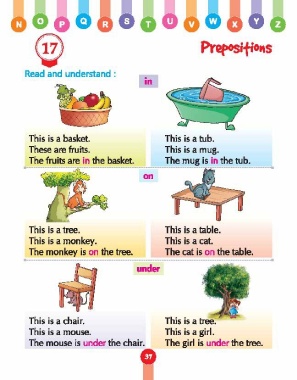 N O P Q R S T U V W X Y Z
17
Prepositions
Read and understand :
in
This is a basket.
These are fruits.
The fruits are in the basket.
This is a tub.
This is a mug.
The mug is in the tub.
on
This is a tree.
This is a monkey.
The monkey is on the tree.
This is a table.
This is a cat.
The cat is on the table.
under
This is a chair.
This is a mouse.
The mouse is under the chair.
This is a tree.
This is a girl.
The girl is under the tree.
37